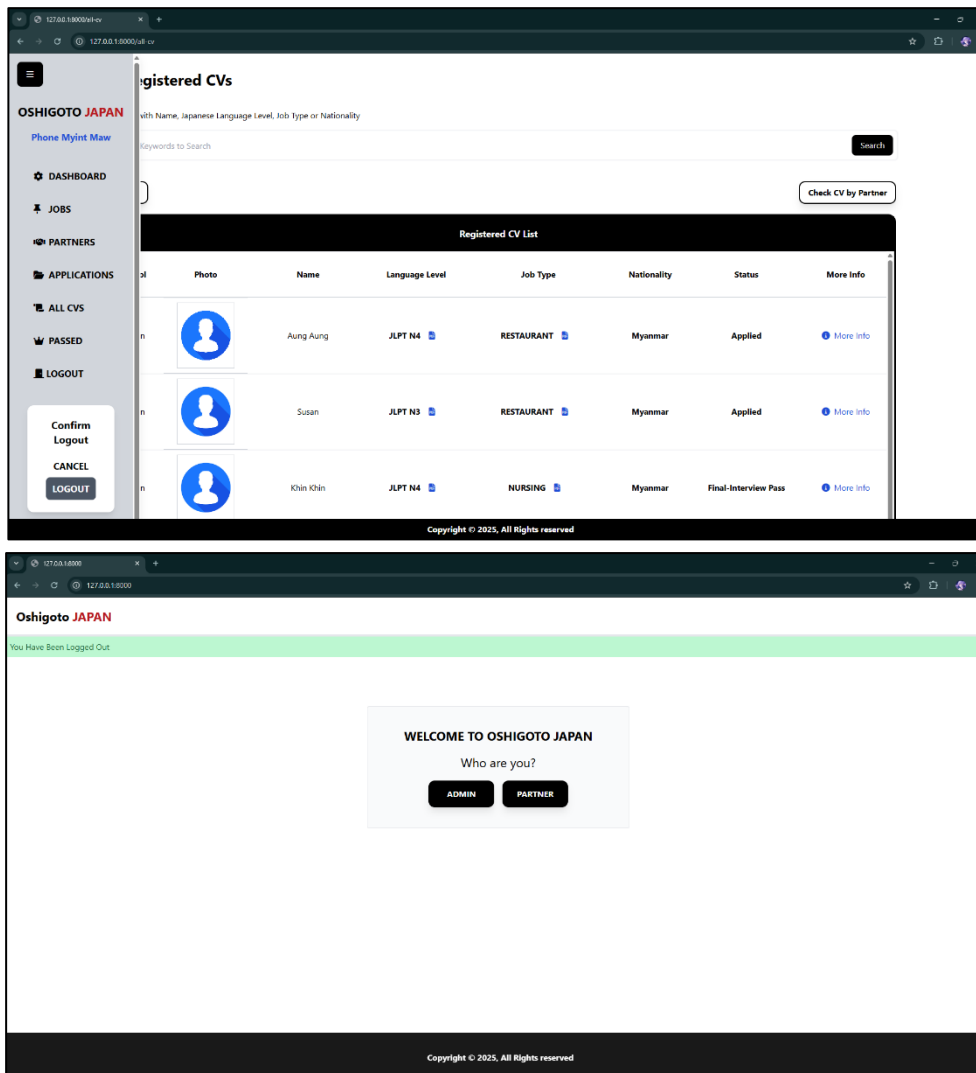 127.0.0.1:8000/all-cv
127.0.0.1:8000/all-cv
egistered CVs
OSHIGOTO JAPAN
with Name, Japanese Language Level, Job Type or Nationality
Phone Myint Maw
Keywords to Search
Search
DASHBOARD
Check CV by Partner
JOBS
Registered CV List
PARTNERS
APPLICATIONS
Photo Name Language Level Job Type Nationality Status More Info
ALL CVS
n Aung Aung JLPT N4 RESTAURANT Myanmar Applied More Info
PASSED
LOGOUT
n Susan JLPT N3 RESTAURANT Myanmar Applied More Info
Confirm
Logout
CANCEL
LOGOUT
n Khin Khin JLPT N4 NURSING Myanmar Final-Interview Pass More Info
Copyright © 2025, All Rights reserved
127.0.0.1:8000
127.0.0.1:8000
Oshigoto JAPAN
You Have Been Logged Out
WELCOME TO OSHIGOTO JAPAN
Who are you?
ADMIN PARTNER
Copyright © 2025, All Rights reserved